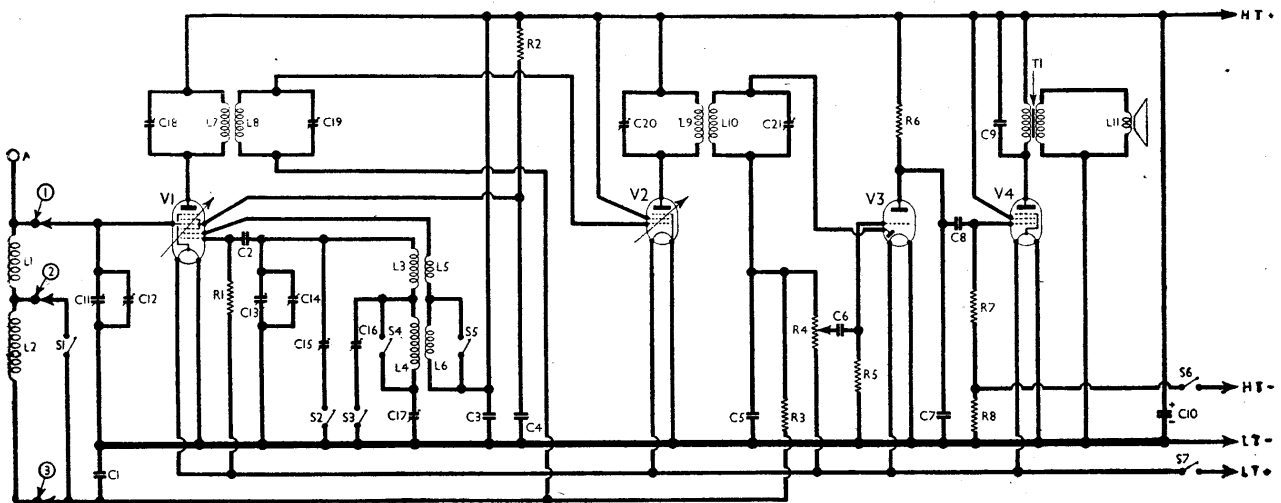 HT+
R2
T1
C18
L7
L8
C19
C20
L9
L10
C21
R6
C9
L11
A
1
V1
V2
V3
V4
L1
2
C2
L3
L5
C8
C11
C12
R1
C13
C14
L2
S1
C15
C16
S4
L4
L6
S5
R4
C6
R7
R5
S2
S3
C17
C3
C4
C5
R3
C7
R8
S6
HT-
C10
+
-
LT-
C1
S7
LT+
3